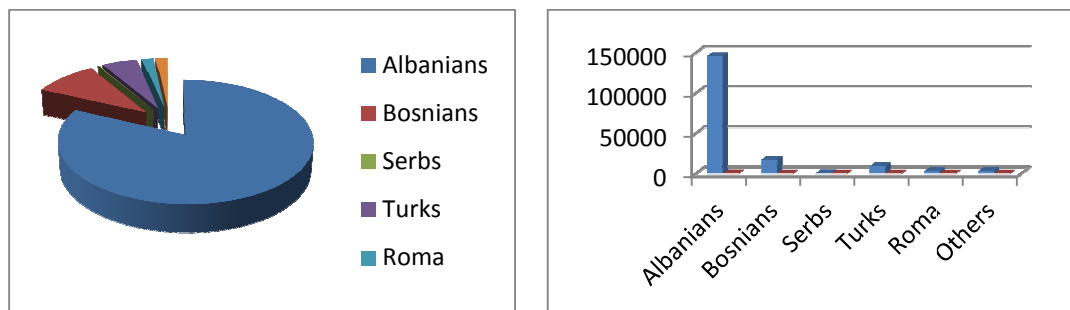 Albanians
Bosnians
Serbs
Turks
Roma
150000
100000
50000
0
Albanians
Bosnians
Serbs
Turks
Roma
Others